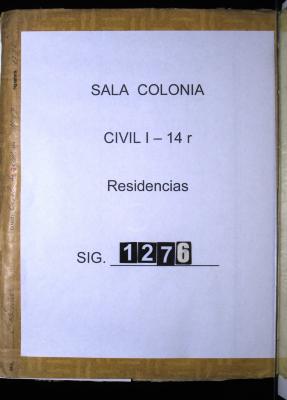 SALA COLONIA
CIVIL I – 14 r
Residencias
SIG. 1276